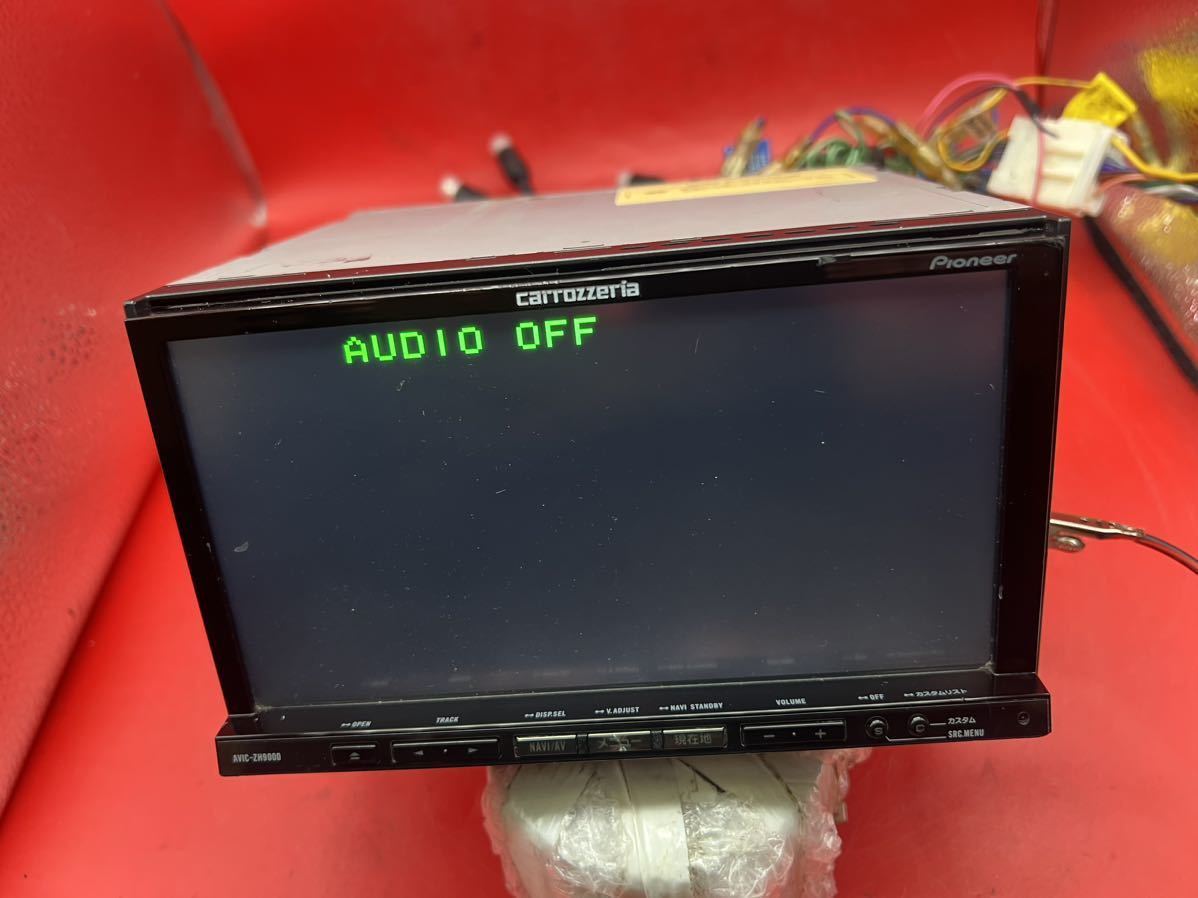 Pioneer
carrozzeria
AUDIO OFF
OPEN
TRACK
DISP.SEL
V.ADJUST
NAVI STANDBY
VOLUME
OFF
カスタムリスト
AVIC-ZH9000
NAVI/AV
メニュー
現在地
S
C
カスタム
SRC.MENU